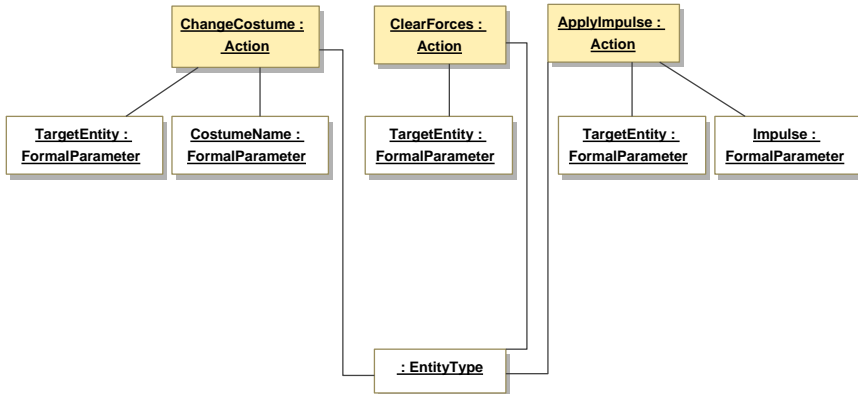 ChangeCostume :
Action
ClearForces :
Action
ApplyImpulse :
Action
TargetEntity :
FormalParameter
CostumeName :
FormalParameter
TargetEntity :
FormalParameter
TargetEntity :
FormalParameter
Impulse :
FormalParameter
: EntityType